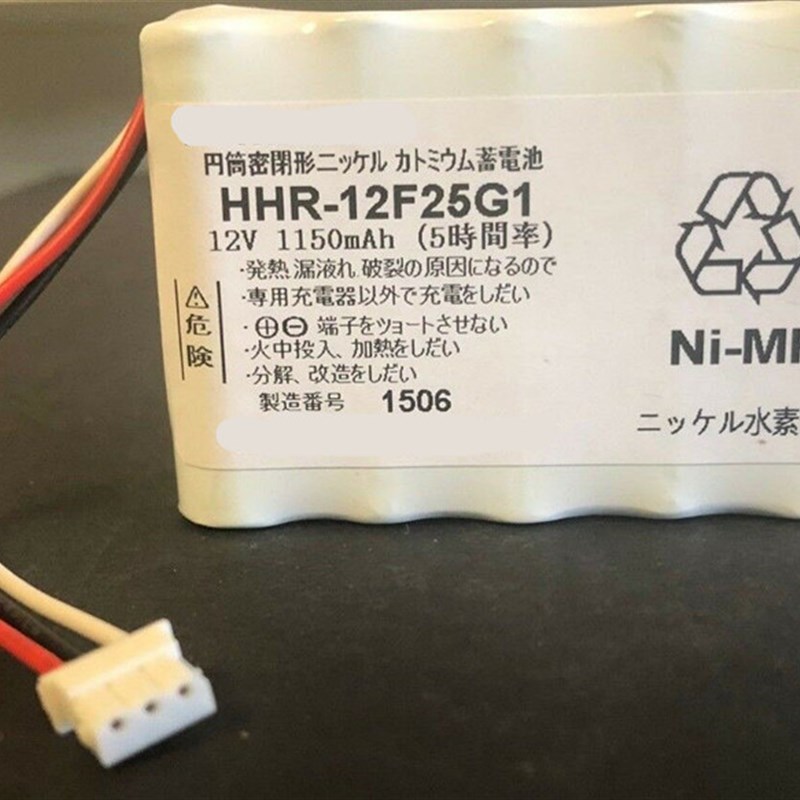 円筒密閉形ニッケル カトミウム蓄電池
HHR-12F25G1
12V 1150mAh (5時間率)
・発熱 漏液れ 破裂の原因になるので
・専用充電器以外で充電をしだい
・⊕⊖ 端子をツョートさせない
・火中投入、加熱をしだい
・分解、改造をしだい
⚠危険
製造番号 1506
Ni-MH
ニッケル水素